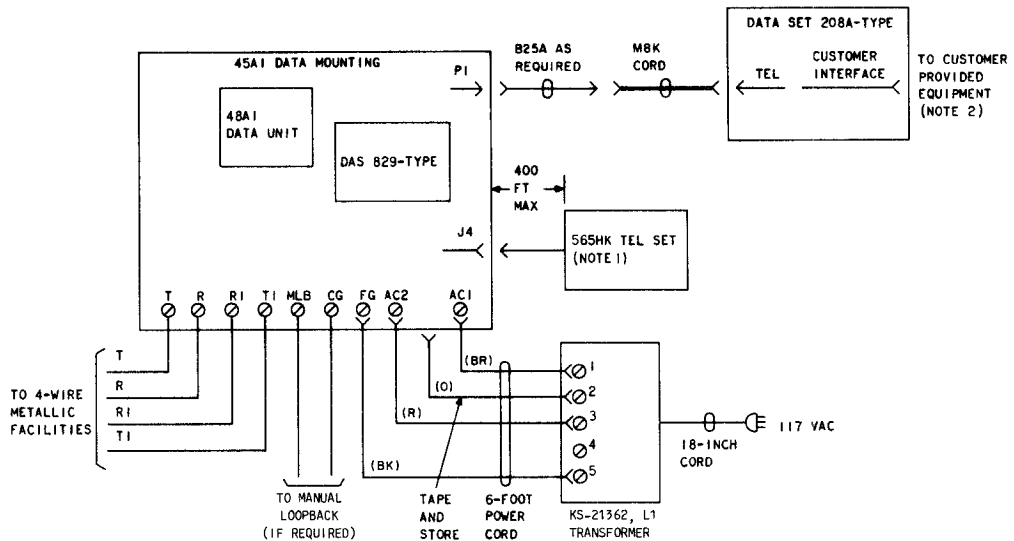 DATA SET 208A-TYPE
45A1 DATA MOUNTING
P1
B25A AS
REQUIRED
M8K
CORD
TEL
CUSTOMER
INTERFACE
TO CUSTOMER
PROVIDED
EQUIPMENT
(NOTE 2)
48A1
DATA UNIT
DAS 829-TYPE
400
FT
MAX
J4
565HK TEL SET
(NOTE 1)
T R R1 T1 MLB CG FG AC2 AC1
T
R
R1
T1
TO 4-WIRE
METALLIC
FACILITIES
(BR)
(O)
(R)
(BK)
1
2
3
4
5
117 VAC
18-INCH
CORD
TO MANUAL
LOOPBACK
(IF REQUIRED)
TAPE
AND
STORE
6-FOOT
POWER
CORD
KS-21362, L1
TRANSFORMER